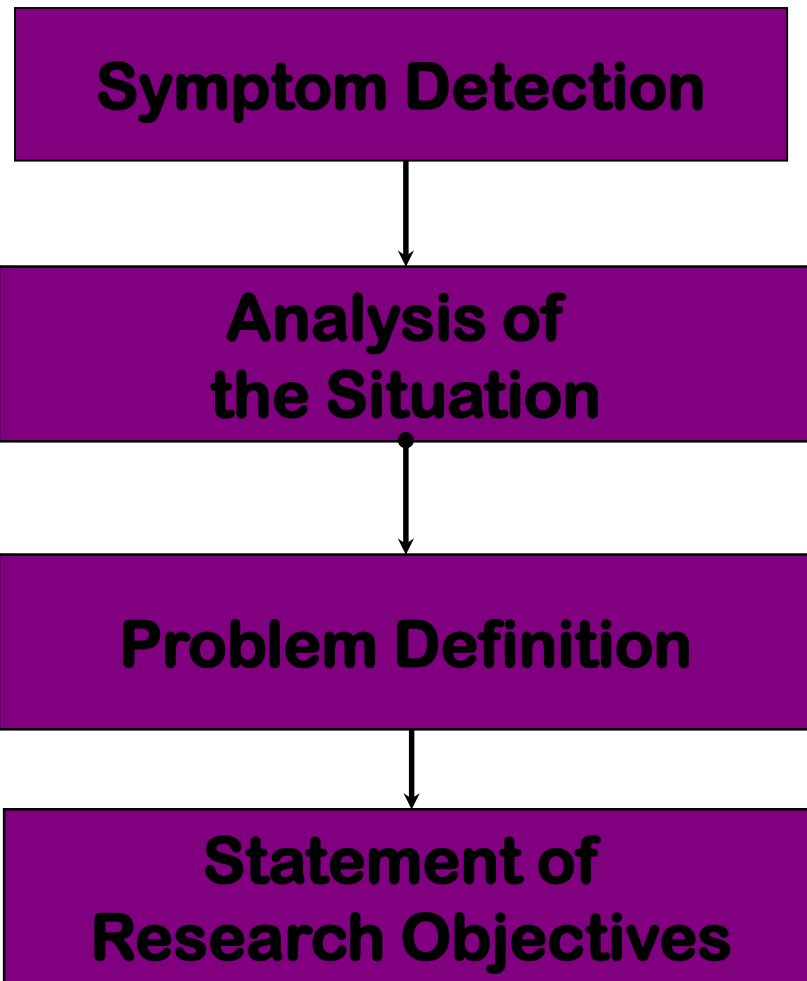 Symptom Detection
Analysis of
the Situation
Problem Definition
Statement of
Research Objectives